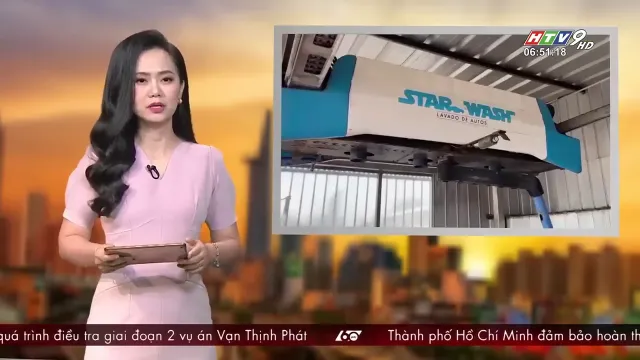 HTV9 HD
06:51:18
STAR WASH
LAVADO DE AUTOS
quá trình điều tra giai đoạn 2 vụ án Vạn Thịnh Phát
Thành phố Hồ Chí Minh đảm bảo hoàn th